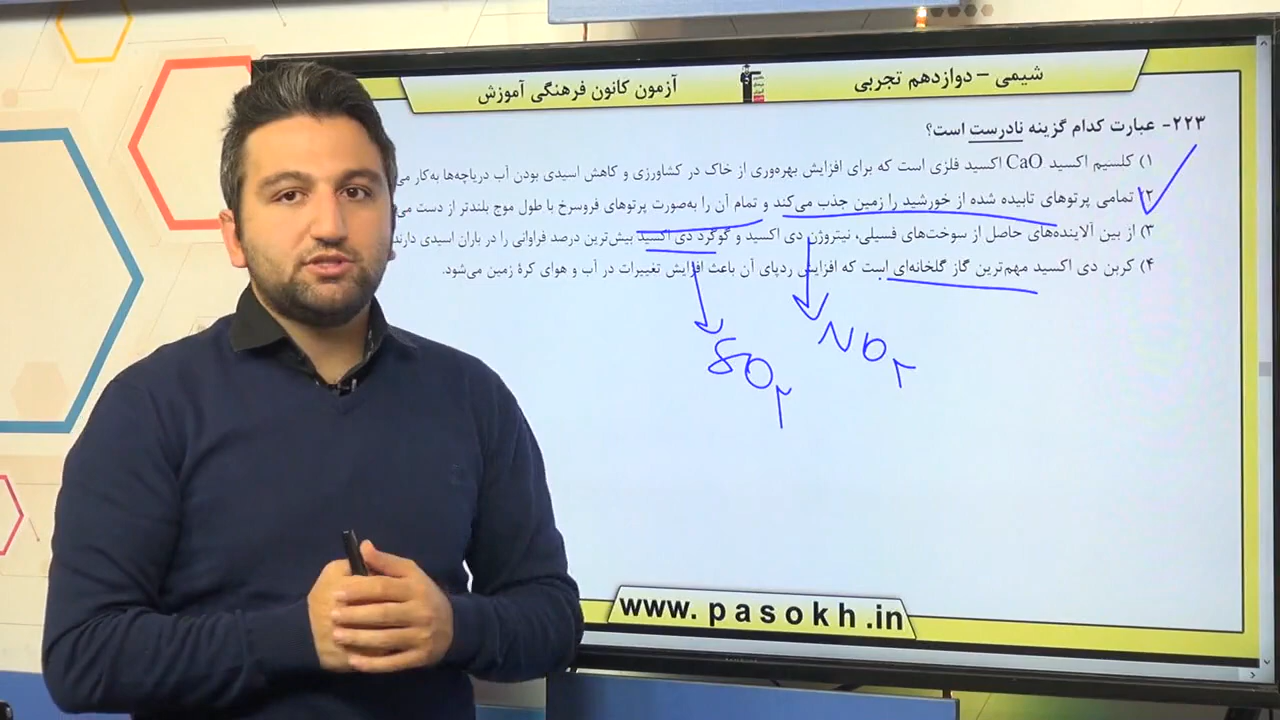 شیمی – دوازدهم تجربی
آزمون کانون فرهنگی آموزش
۲۲۳- عبارت کدام گزینه نادرست است؟
۱) کلسیم اکسید CaO اکسید فلزی است که برای افزایش بهره‌وری از خاک در کشاورزی و کاهش اسیدی بودن آب دریاچه‌ها به‌کار می
۲) تمامی پرتوهای تابیده شده از خورشید را زمین جذب می‌کند و تمام آن را به‌صورت پرتوهای فروسرخ با طول موج بلندتر از دست می
۳) از بین آلاینده‌های حاصل از سوخت‌های فسیلی، نیتروژن دی اکسید و گوگرد دی اکسید بیش‌ترین درصد فراوانی را در باران اسیدی دارند
۴) کربن دی اکسید مهم‌ترین گاز گلخانه‌ای است که افزایش ردپای آن باعث افزایش تغییرات در آب و هوای کرهٔ زمین می‌شود.
NO۲
SO۲
www.pasokh.in